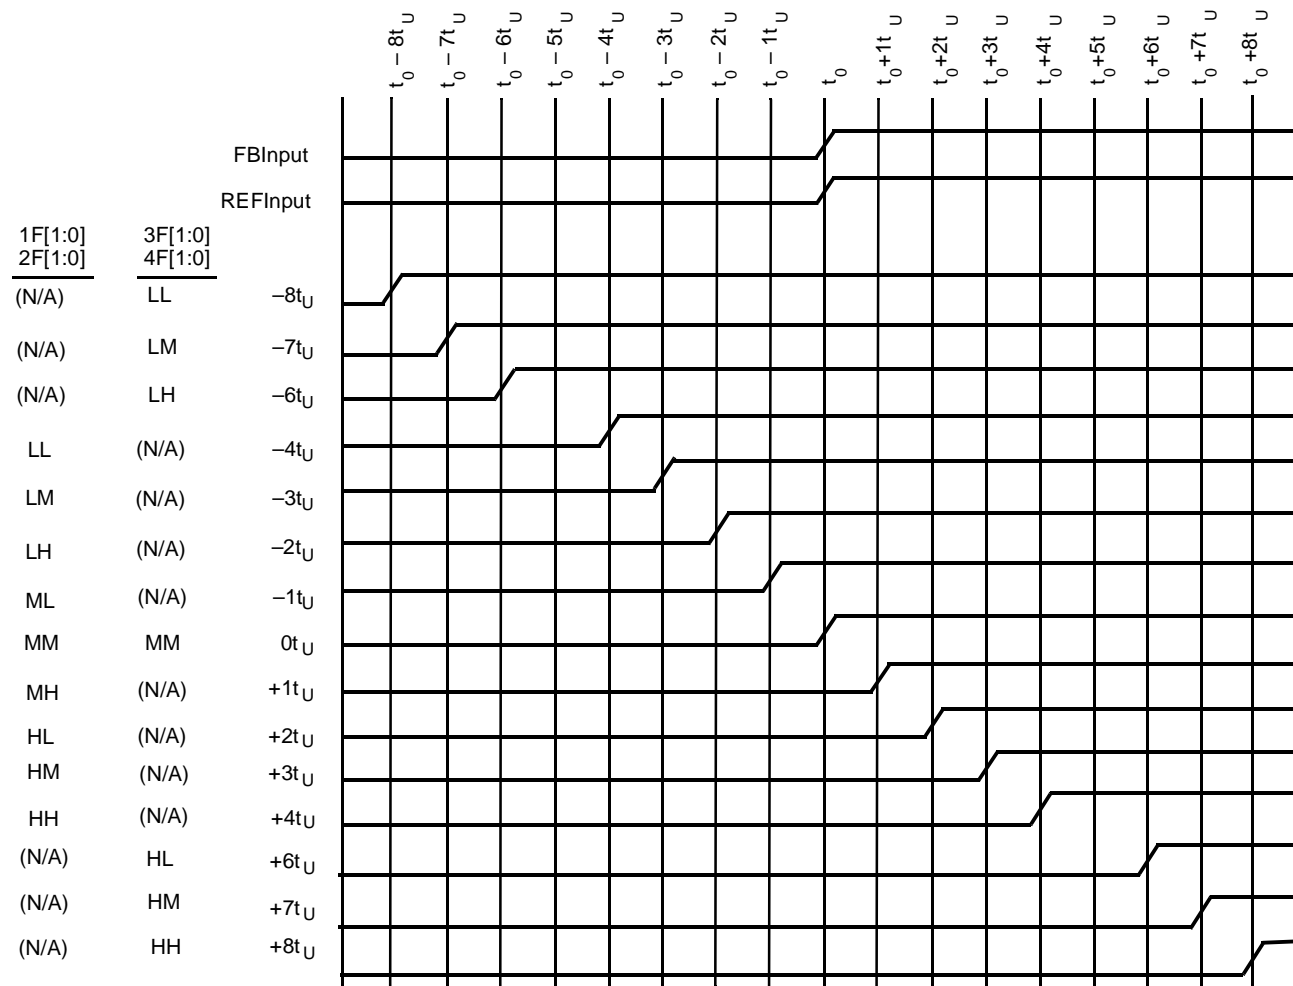 t0 – 8tU t0 – 7tU t0 – 6tU t0 – 5tU t0 – 4tU t0 – 3tU t0 – 2tU t0 – 1tU t0 t0+1tU t0+2tU t0+3tU t0+4tU t0+5tU t0+6tU t0+7tU t0+8tU
FBInput
REFInput
1F[1:0] 3F[1:0]
2F[1:0] 4F[1:0]
(N/A) LL –8tU
(N/A) LM –7tU
(N/A) LH –6tU
LL (N/A) –4tU
LM (N/A) –3tU
LH (N/A) –2tU
ML (N/A) –1tU
MM MM 0tU
MH (N/A) +1tU
HL (N/A) +2tU
HM (N/A) +3tU
HH (N/A) +4tU
(N/A) HL +6tU
(N/A) HM +7tU
(N/A) HH +8tU